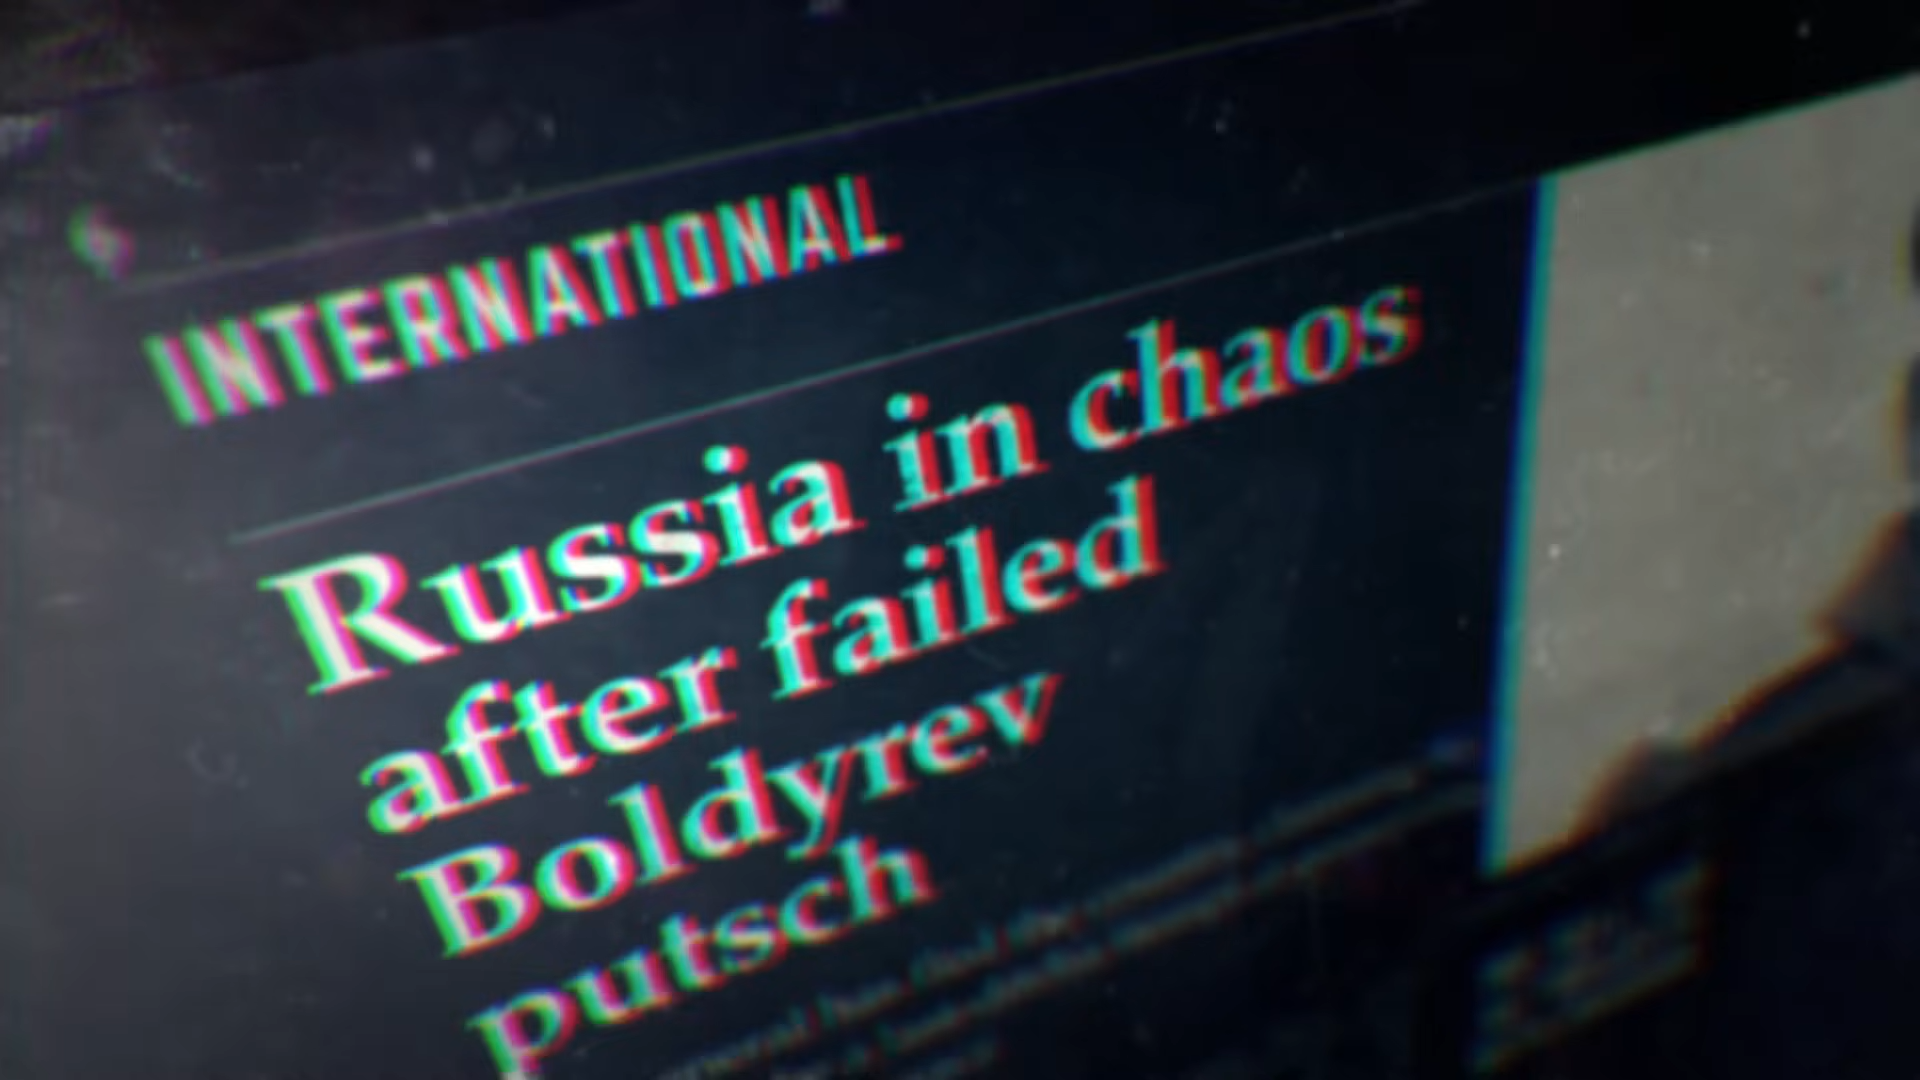 INTERNATIONAL
Russia in chaos
after failed
Boldyrev
putsch